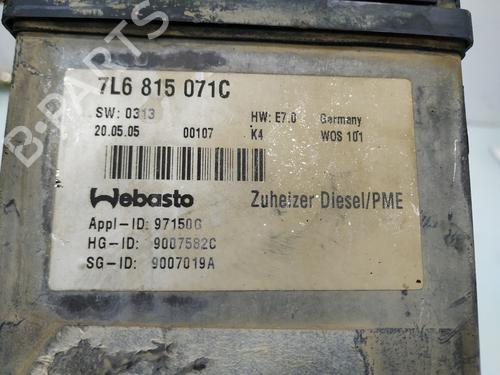 7L6 815 071C
SW: 0313 HW: E7.0 Germany
20.05.05 00107 K4 WOS 101
Webasto Zuheizer Diesel/PME
Appl-ID: 97150G
HG-ID: 9007582C
SG-ID: 9007019A
B-PARTS